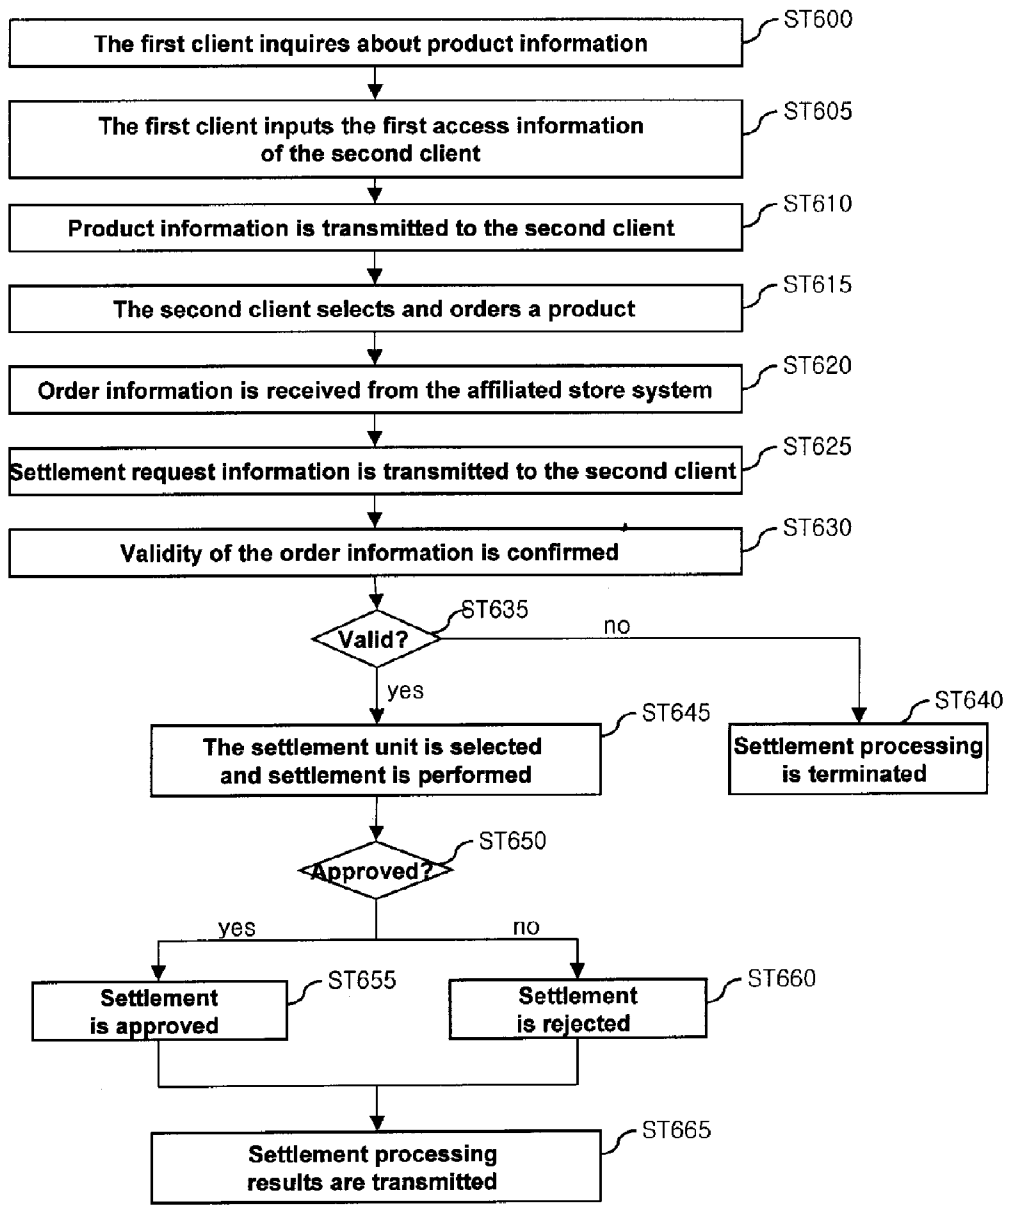 ST600
The first client inquires about product information
ST605
The first client inputs the first access information
of the second client
ST610
Product information is transmitted to the second client
ST615
The second client selects and orders a product
ST620
Order information is received from the affiliated store system
ST625
Settlement request information is transmitted to the second client
ST630
Validity of the order information is confirmed
ST635
Valid?
no
yes
ST645
The settlement unit is selected
and settlement is performed
ST640
Settlement processing
is terminated
ST650
Approved?
yes
no
ST655
Settlement
is approved
ST660
Settlement
is rejected
ST665
Settlement processing
results are transmitted